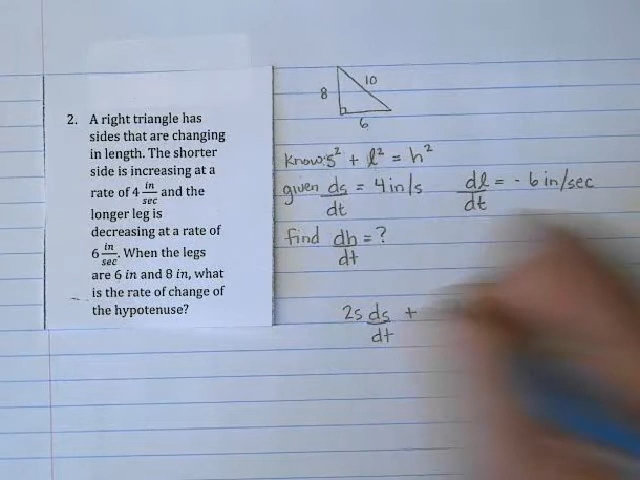 2. A right triangle has
sides that are changing
in length. The shorter
side is increasing at a
rate of 4 in/sec and the
longer leg is
decreasing at a rate of
6 in/sec. When the legs
are 6 in and 8 in, what
is the rate of change of
the hypotenuse?
8 10
6
Know: s² + l² = h²
given ds/dt = 4 in/s dl/dt = -6 in/sec
find dh/dt = ?
2s ds/dt +